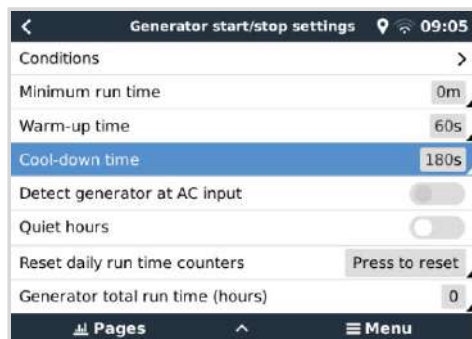 Generator start/stop settings 09:05
Conditions
Minimum run time 0m
Warm-up time 60s
Cool-down time 180s
Detect generator at AC input
Quiet hours
Reset daily run time counters Press to reset
Generator total run time (hours) 0
Pages Menu